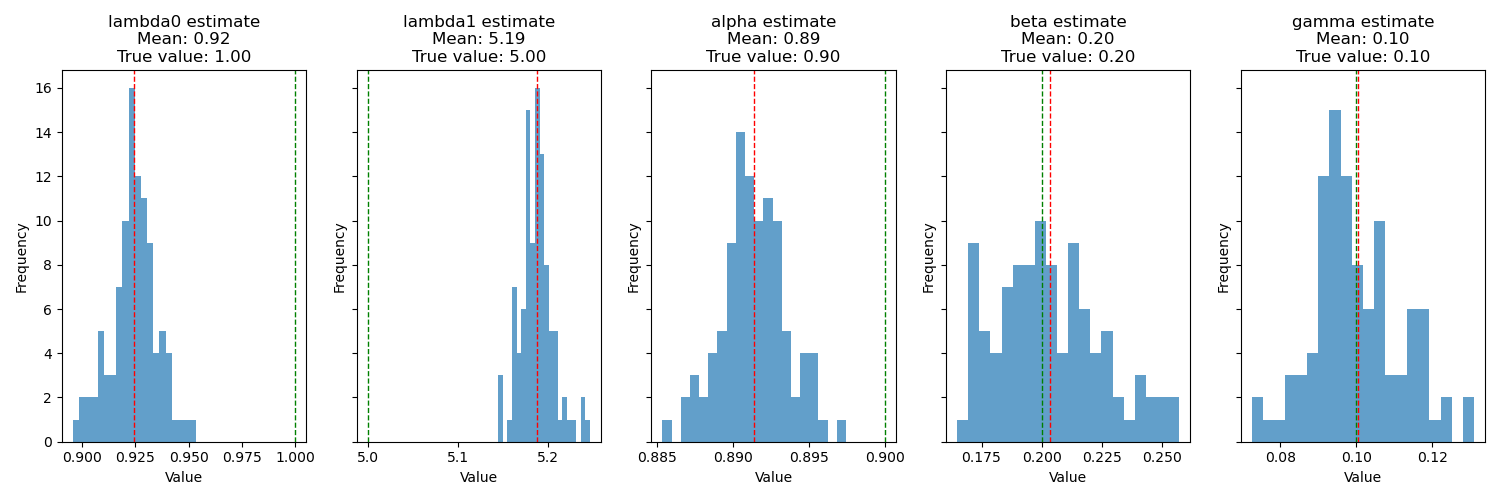 lambda0 estimate
Mean: 0.92
True value: 1.00
lambda1 estimate
Mean: 5.19
True value: 5.00
alpha estimate
Mean: 0.89
True value: 0.90
beta estimate
Mean: 0.20
True value: 0.20
gamma estimate
Mean: 0.10
True value: 0.10
16
14
12
10
8
6
4
2
0
Frequency
Frequency
Frequency
Frequency
Frequency
0.900 0.925 0.950 0.975 1.000
5.0 5.1 5.2
0.885 0.890 0.895 0.900
0.175 0.200 0.225 0.250
0.08 0.10 0.12
Value
Value
Value
Value
Value